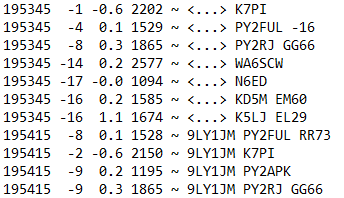 195345  -1 -0.6 2202 ~ <...> K7PI
195345  -4  0.1 1529 ~ <...> PY2FUL -16
195345  -8  0.3 1865 ~ <...> PY2RJ GG66
195345 -14  0.2 2577 ~ <...> WA6SCW
195345 -17 -0.0 1094 ~ <...> N6ED
195345 -16  0.2 1585 ~ <...> KD5M EM60
195345 -16  1.1 1674 ~ <...> K5LJ EL29
195415  -8  0.1 1528 ~ 9LY1JM PY2FUL RR73
195415  -2 -0.6 2150 ~ 9LY1JM K7PI
195415  -9  0.2 1195 ~ 9LY1JM PY2APK
195415  -9  0.3 1865 ~ 9LY1JM PY2RJ GG66